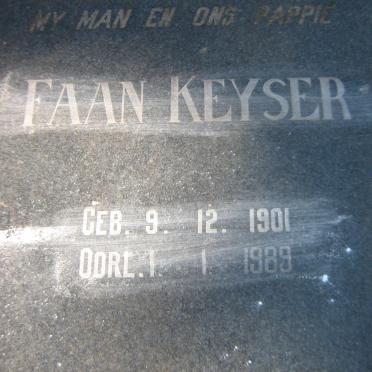 MY MAN EN ONS PAPPIE
FAAN KEYSER
GEB. 9. 12. 1901
OORL. 1. 1 1989